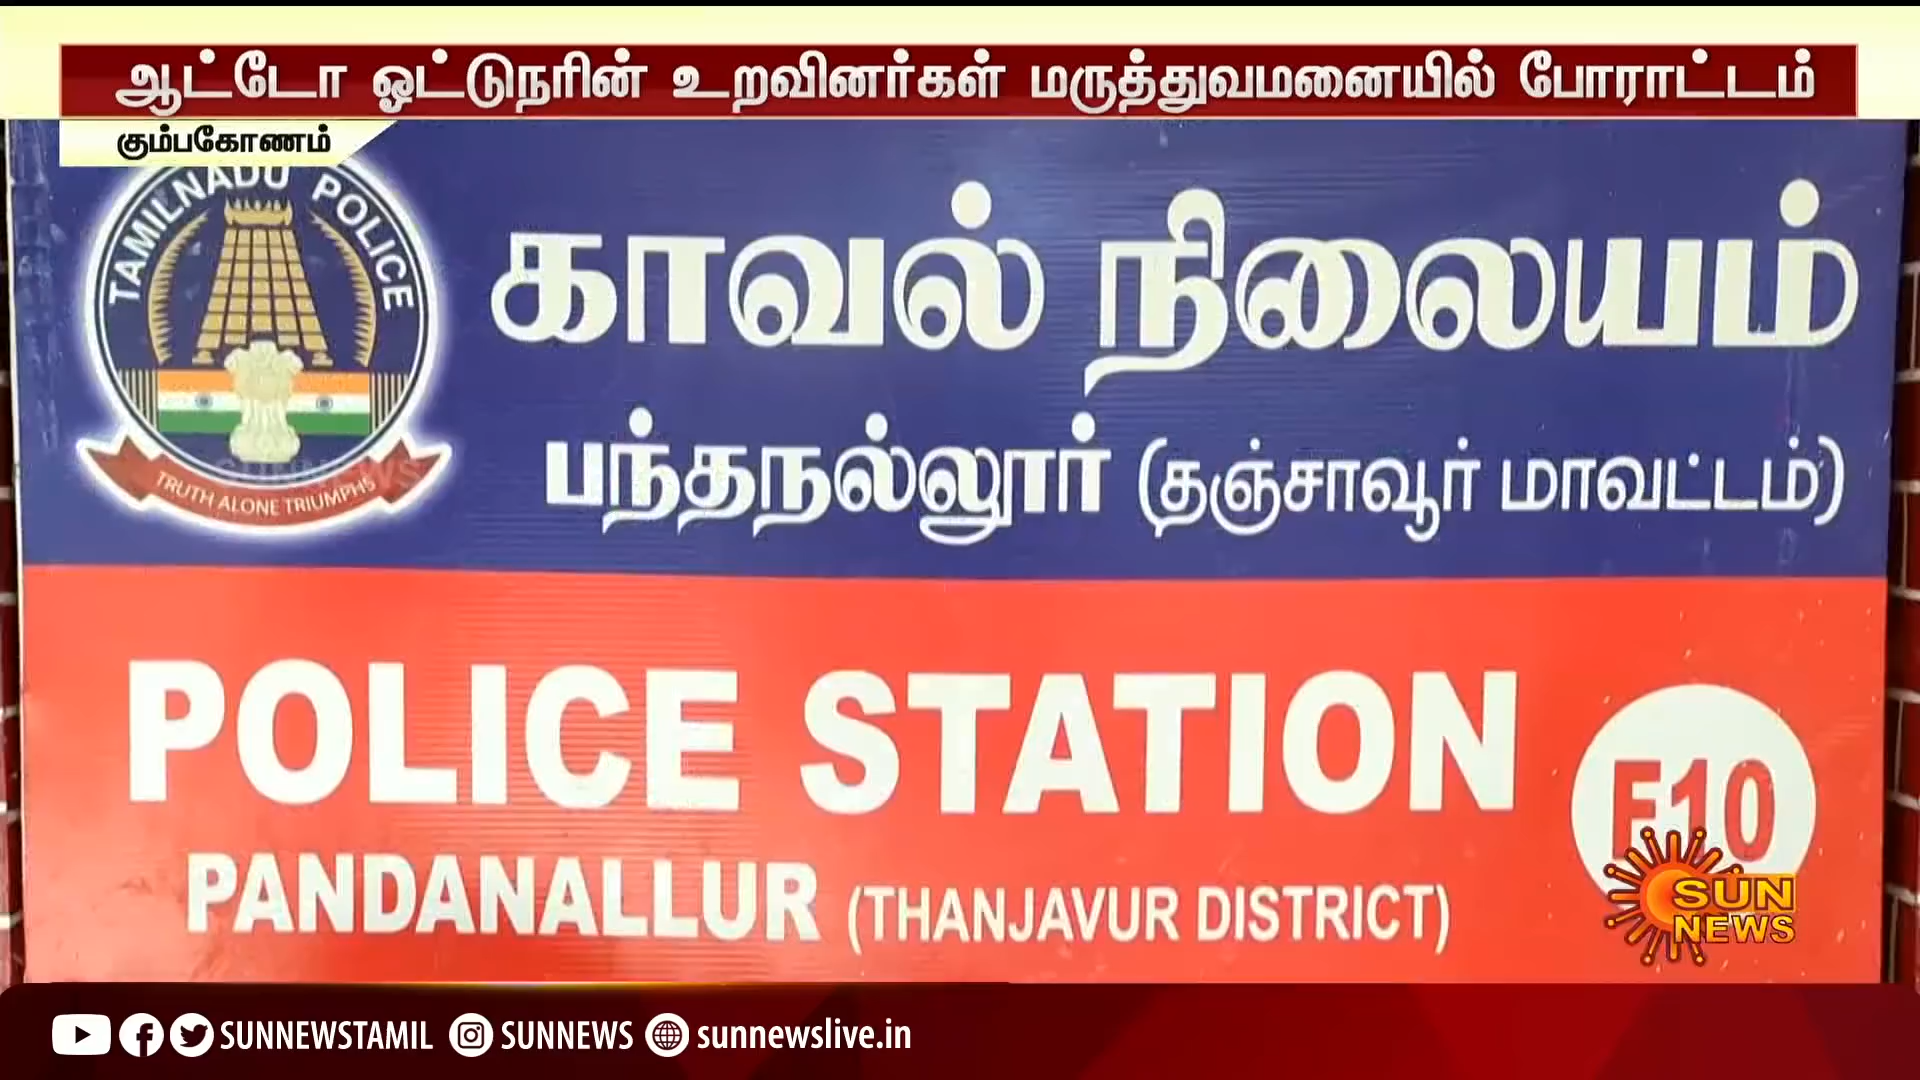 ஆட்டோ ஓட்டுநரின் உறவினர்கள் மருத்துவமனையில் போராட்டம்
கும்பகோணம்
TAMILNADU POLICE
காவல் நிலையம்
பந்தநல்லூர் (தஞ்சாவூர் மாவட்டம்)
SUNNEWS
TRUTH ALONE TRIUMPHS
POLICE STATION
PANDANALLUR (THANJAVUR DISTRICT)
SUN
NEWS
SUNNEWSTAMIL SUNNEWS sunnewslive.in